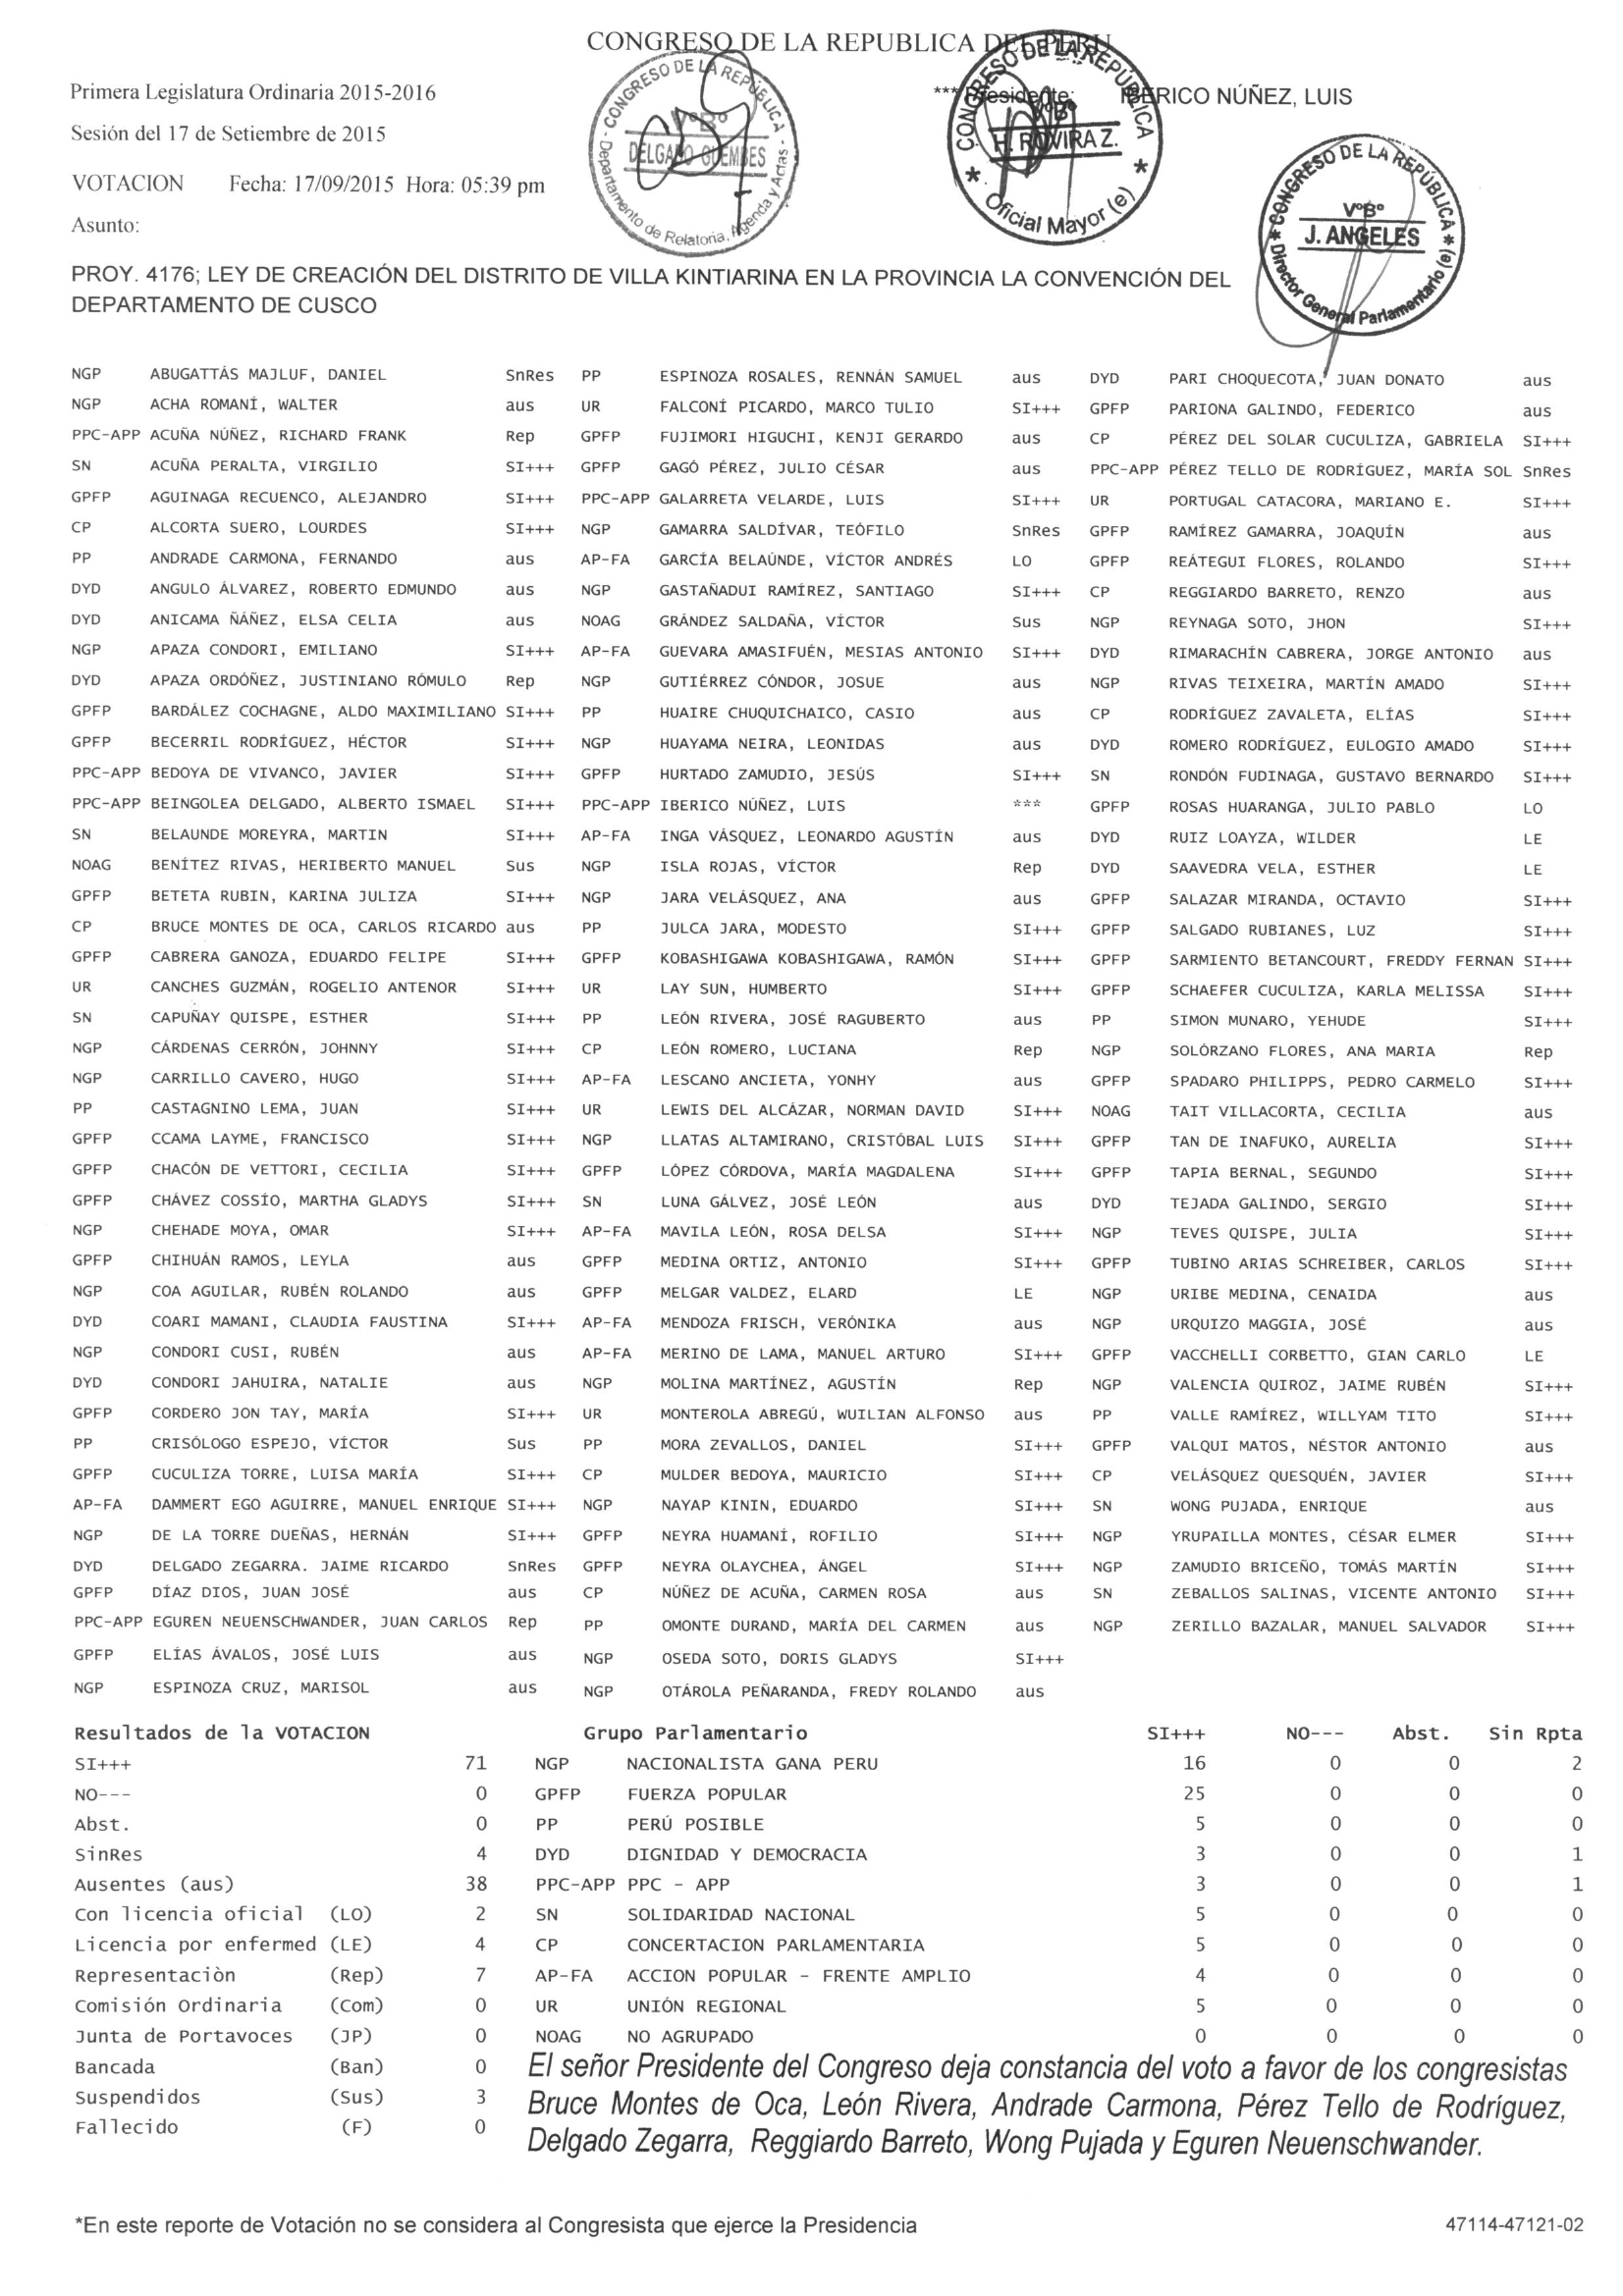 CONGRESO DE LA REPUBLICA DEL PERU
Primera Legislatura Ordinaria 2015-2016
*** Presidente: IBERICO NÚÑEZ, LUIS
Sesión del 17 de Setiembre de 2015
VOTACION Fecha: 17/09/2015 Hora: 05:39 pm
Asunto:
CONGRESO DE LA REPÚBLICA
VºBº
DELGADO GUEMBES
Departamento de Relatoria, Agenda y Actas
CONGRESO DE LA REPÚBLICA
VºBº
H. ROVIRA Z.
Oficial Mayor (e)
CONGRESO DE LA REPÚBLICA
VºBº
J. ANGELES
Director General Parlamentario (e)
PROY. 4176; LEY DE CREACIÓN DEL DISTRITO DE VILLA KINTIARINA EN LA PROVINCIA LA CONVENCIÓN DEL
DEPARTAMENTO DE CUSCO
NGP ABUGATTÁS MAJLUF, DANIEL SnRes PP ESPINOZA ROSALES, RENNÁN SAMUEL aus DYD PARI CHOQUECOTA, JUAN DONATO aus
NGP ACHA ROMANÍ, WALTER aus UR FALCONÍ PICARDO, MARCO TULIO SI+++ GPFP PARIONA GALINDO, FEDERICO aus
PPC-APP ACUÑA NÚÑEZ, RICHARD FRANK Rep GPFP FUJIMORI HIGUCHI, KENJI GERARDO aus CP PÉREZ DEL SOLAR CUCULIZA, GABRIELA SI+++
SN ACUÑA PERALTA, VIRGILIO SI+++ GPFP GAGÓ PÉREZ, JULIO CÉSAR aus PPC-APP PÉREZ TELLO DE RODRÍGUEZ, MARÍA SOL SnRes
GPFP AGUINAGA RECUENCO, ALEJANDRO SI+++ PPC-APP GALARRETA VELARDE, LUIS SI+++ UR PORTUGAL CATACORA, MARIANO E. SI+++
CP ALCORTA SUERO, LOURDES SI+++ NGP GAMARRA SALDÍVAR, TEÓFILO SnRes GPFP RAMÍREZ GAMARRA, JOAQUÍN aus
PP ANDRADE CARMONA, FERNANDO aus AP-FA GARCÍA BELAÚNDE, VÍCTOR ANDRÉS LO GPFP REÁTEGUI FLORES, ROLANDO SI+++
DYD ANGULO ÁLVAREZ, ROBERTO EDMUNDO aus NGP GASTAÑADUI RAMÍREZ, SANTIAGO SI+++ CP REGGIARDO BARRETO, RENZO aus
DYD ANICAMA ÑÁÑEZ, ELSA CELIA aus NOAG GRÁNDEZ SALDAÑA, VÍCTOR Sus NGP REYNAGA SOTO, JHON SI+++
NGP APAZA CONDORI, EMILIANO SI+++ AP-FA GUEVARA AMASIFUÉN, MESIAS ANTONIO SI+++ DYD RIMARACHÍN CABRERA, JORGE ANTONIO aus
DYD APAZA ORDÓÑEZ, JUSTINIANO RÓMULO Rep NGP GUTIÉRREZ CÓNDOR, JOSUE aus NGP RIVAS TEIXEIRA, MARTÍN AMADO SI+++
GPFP BARDÁLEZ COCHAGNE, ALDO MAXIMILIANO SI+++ PP HUAIRE CHUQUICHAICO, CASIO aus CP RODRÍGUEZ ZAVALETA, ELÍAS SI+++
GPFP BECERRIL RODRÍGUEZ, HÉCTOR SI+++ NGP HUAYAMA NEIRA, LEONIDAS aus DYD ROMERO RODRÍGUEZ, EULOGIO AMADO SI+++
PPC-APP BEDOYA DE VIVANCO, JAVIER SI+++ GPFP HURTADO ZAMUDIO, JESÚS SI+++ SN RONDÓN FUDINAGA, GUSTAVO BERNARDO SI+++
PPC-APP BEINGOLEA DELGADO, ALBERTO ISMAEL SI+++ PPC-APP IBERICO NÚÑEZ, LUIS *** GPFP ROSAS HUARANGA, JULIO PABLO LO
SN BELAUNDE MOREYRA, MARTIN SI+++ AP-FA INGA VÁSQUEZ, LEONARDO AGUSTÍN aus DYD RUIZ LOAYZA, WILDER LE
NOAG BENÍTEZ RIVAS, HERIBERTO MANUEL Sus NGP ISLA ROJAS, VÍCTOR Rep DYD SAAVEDRA VELA, ESTHER LE
GPFP BETETA RUBIN, KARINA JULIZA SI+++ NGP JARA VELÁSQUEZ, ANA aus GPFP SALAZAR MIRANDA, OCTAVIO SI+++
CP BRUCE MONTES DE OCA, CARLOS RICARDO aus PP JULCA JARA, MODESTO SI+++ GPFP SALGADO RUBIANES, LUZ SI+++
GPFP CABRERA GANOZA, EDUARDO FELIPE SI+++ GPFP KOBASHIGAWA KOBASHIGAWA, RAMÓN SI+++ GPFP SARMIENTO BETANCOURT, FREDDY FERNAN SI+++
UR CANCHES GUZMÁN, ROGELIO ANTENOR SI+++ UR LAY SUN, HUMBERTO SI+++ GPFP SCHAEFER CUCULIZA, KARLA MELISSA SI+++
SN CAPUÑAY QUISPE, ESTHER SI+++ PP LEÓN RIVERA, JOSÉ RAGUBERTO aus PP SIMON MUNARO, YEHUDE SI+++
NGP CÁRDENAS CERRÓN, JOHNNY SI+++ CP LEÓN ROMERO, LUCIANA Rep NGP SOLÓRZANO FLORES, ANA MARIA Rep
NGP CARRILLO CAVERO, HUGO SI+++ AP-FA LESCANO ANCIETA, YONHY aus GPFP SPADARO PHILIPPS, PEDRO CARMELO SI+++
PP CASTAGNINO LEMA, JUAN SI+++ UR LEWIS DEL ALCÁZAR, NORMAN DAVID SI+++ NOAG TAIT VILLACORTA, CECILIA aus
GPFP CCAMA LAYME, FRANCISCO SI+++ NGP LLATAS ALTAMIRANO, CRISTÓBAL LUIS SI+++ GPFP TAN DE INAFUKO, AURELIA SI+++
GPFP CHACÓN DE VETTORI, CECILIA SI+++ GPFP LÓPEZ CÓRDOVA, MARÍA MAGDALENA SI+++ GPFP TAPIA BERNAL, SEGUNDO SI+++
GPFP CHÁVEZ COSSÍO, MARTHA GLADYS SI+++ SN LUNA GÁLVEZ, JOSÉ LEÓN aus DYD TEJADA GALINDO, SERGIO SI+++
NGP CHEHADE MOYA, OMAR SI+++ AP-FA MAVILA LEÓN, ROSA DELSA SI+++ NGP TEVES QUISPE, JULIA SI+++
GPFP CHIHUÁN RAMOS, LEYLA aus GPFP MEDINA ORTIZ, ANTONIO SI+++ GPFP TUBINO ARIAS SCHREIBER, CARLOS SI+++
NGP COA AGUILAR, RUBÉN ROLANDO aus GPFP MELGAR VALDEZ, ELARD LE NGP URIBE MEDINA, CENAIDA aus
DYD COARI MAMANI, CLAUDIA FAUSTINA SI+++ AP-FA MENDOZA FRISCH, VERÓNIKA aus NGP URQUIZO MAGGIA, JOSÉ aus
NGP CONDORI CUSI, RUBÉN aus AP-FA MERINO DE LAMA, MANUEL ARTURO SI+++ GPFP VACCHELLI CORBETTO, GIAN CARLO LE
DYD CONDORI JAHUIRA, NATALIE aus NGP MOLINA MARTÍNEZ, AGUSTÍN Rep NGP VALENCIA QUIROZ, JAIME RUBÉN SI+++
GPFP CORDERO JON TAY, MARÍA SI+++ UR MONTEROLA ABREGÚ, WUILIAN ALFONSO aus PP VALLE RAMÍREZ, WILLYAM TITO SI+++
PP CRISÓLOGO ESPEJO, VÍCTOR Sus PP MORA ZEVALLOS, DANIEL SI+++ GPFP VALQUI MATOS, NÉSTOR ANTONIO aus
GPFP CUCULIZA TORRE, LUISA MARÍA SI+++ CP MULDER BEDOYA, MAURICIO SI+++ CP VELÁSQUEZ QUESQUÉN, JAVIER SI+++
AP-FA DAMMERT EGO AGUIRRE, MANUEL ENRIQUE SI+++ NGP NAYAP KININ, EDUARDO SI+++ SN WONG PUJADA, ENRIQUE aus
NGP DE LA TORRE DUEÑAS, HERNÁN SI+++ GPFP NEYRA HUAMANÍ, ROFILIO SI+++ NGP YRUPAILLA MONTES, CÉSAR ELMER SI+++
DYD DELGADO ZEGARRA. JAIME RICARDO SnRes GPFP NEYRA OLAYCHEA, ÁNGEL SI+++ NGP ZAMUDIO BRICEÑO, TOMÁS MARTÍN SI+++
GPFP DÍAZ DIOS, JUAN JOSÉ aus CP NÚÑEZ DE ACUÑA, CARMEN ROSA aus SN ZEBALLOS SALINAS, VICENTE ANTONIO SI+++
PPC-APP EGUREN NEUENSCHWANDER, JUAN CARLOS Rep PP OMONTE DURAND, MARÍA DEL CARMEN aus NGP ZERILLO BAZALAR, MANUEL SALVADOR SI+++
GPFP ELÍAS ÁVALOS, JOSÉ LUIS aus NGP OSEDA SOTO, DORIS GLADYS SI+++
NGP ESPINOZA CRUZ, MARISOL aus NGP OTÁROLA PEÑARANDA, FREDY ROLANDO aus
Resultados de la VOTACION Grupo Parlamentario SI+++ NO--- Abst. Sin Rpta
SI+++ 71 NGP NACIONALISTA GANA PERU 16 0 0 2
NO--- 0 GPFP FUERZA POPULAR 25 0 0 0
Abst. 0 PP PERÚ POSIBLE 5 0 0 0
SinRes 4 DYD DIGNIDAD Y DEMOCRACIA 3 0 0 1
Ausentes (aus) 38 PPC-APP PPC - APP 3 0 0 1
Con licencia oficial (LO) 2 SN SOLIDARIDAD NACIONAL 5 0 0 0
Licencia por enfermed (LE) 4 CP CONCERTACION PARLAMENTARIA 5 0 0 0
Representaciòn (Rep) 7 AP-FA ACCION POPULAR - FRENTE AMPLIO 4 0 0 0
Comisión Ordinaria (Com) 0 UR UNIÓN REGIONAL 5 0 0 0
Junta de Portavoces (JP) 0 NOAG NO AGRUPADO 0 0 0 0
Bancada (Ban) 0
Suspendidos (Sus) 3
Fallecido (F) 0
El señor Presidente del Congreso deja constancia del voto a favor de los congresistas
Bruce Montes de Oca, León Rivera, Andrade Carmona, Pérez Tello de Rodríguez,
Delgado Zegarra, Reggiardo Barreto, Wong Pujada y Eguren Neuenschwander.
*En este reporte de Votación no se considera al Congresista que ejerce la Presidencia
47114-47121-02